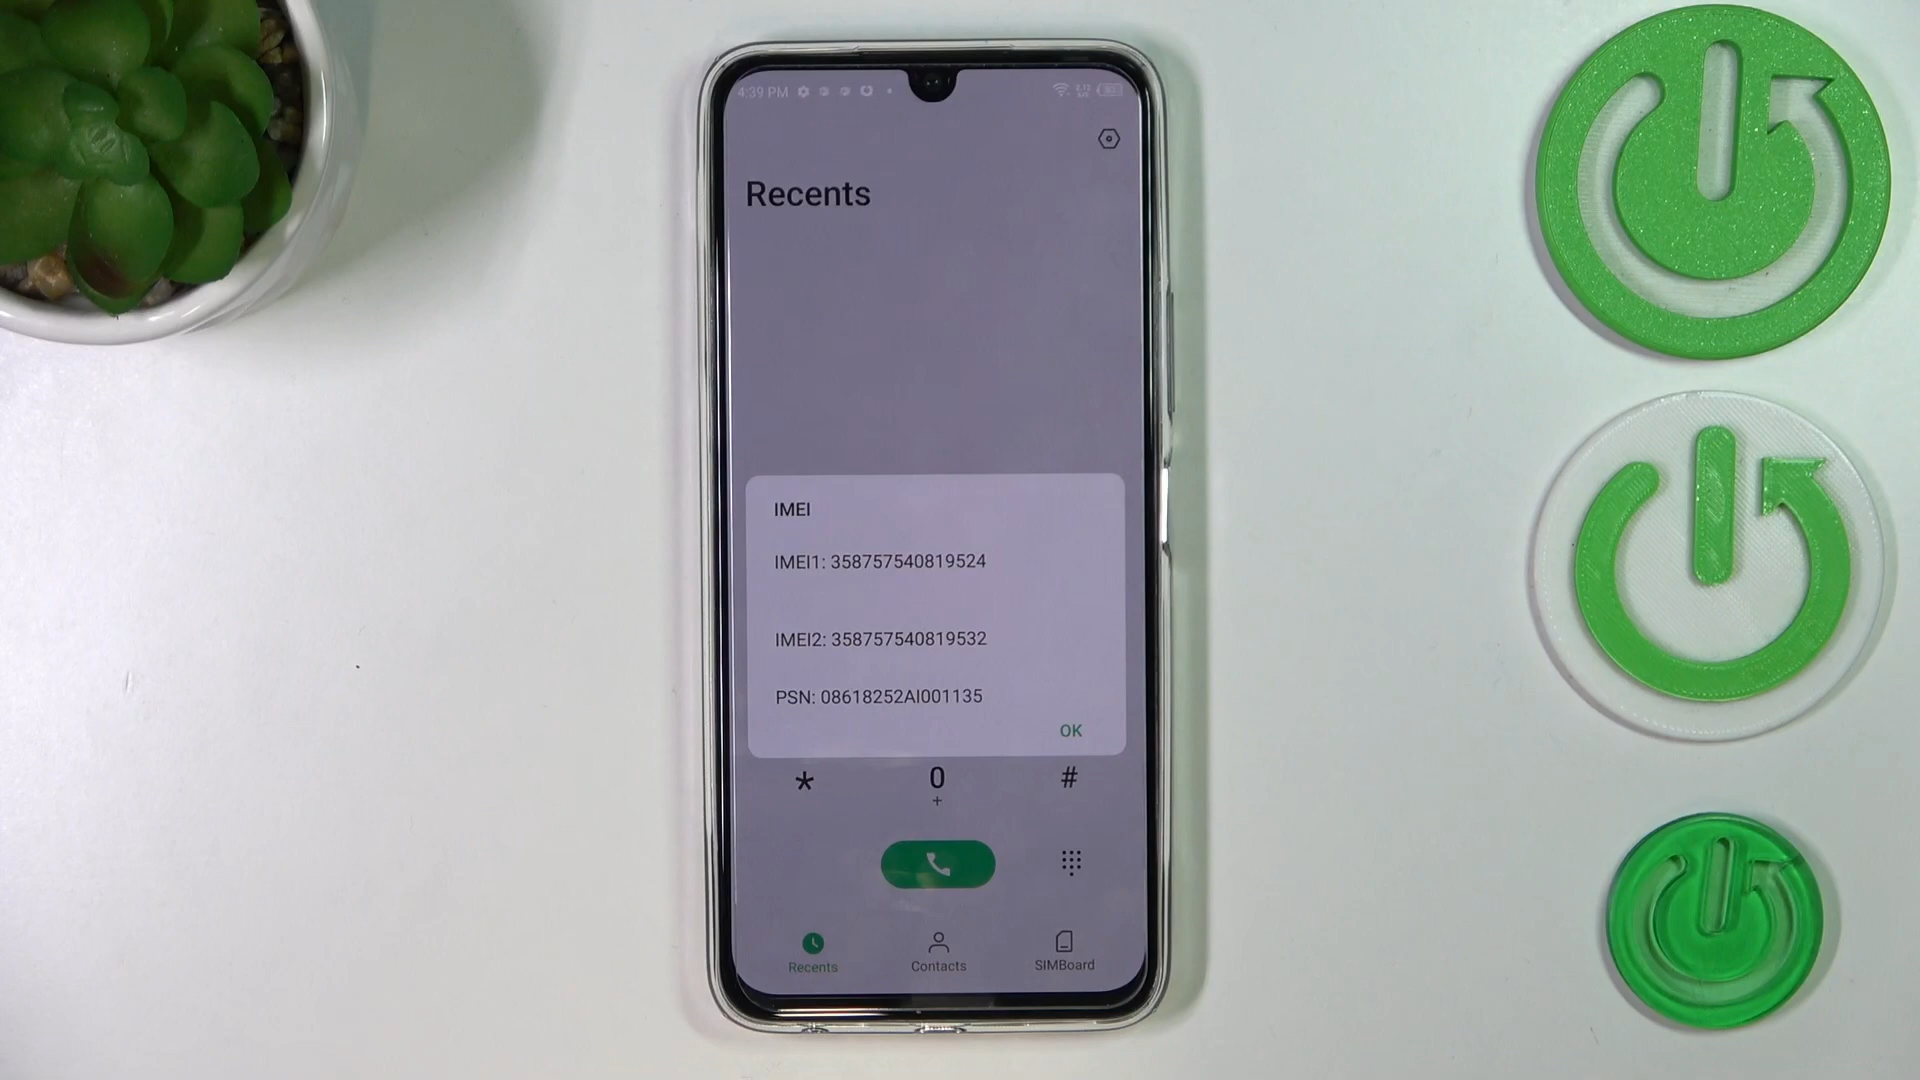 4:39 PM
Recents
IMEI
IMEI1: 358757540819524
IMEI2: 358757540819532
PSN: 08618252AI001135
OK
* 0 #
+
Recents Contacts SIMBoard